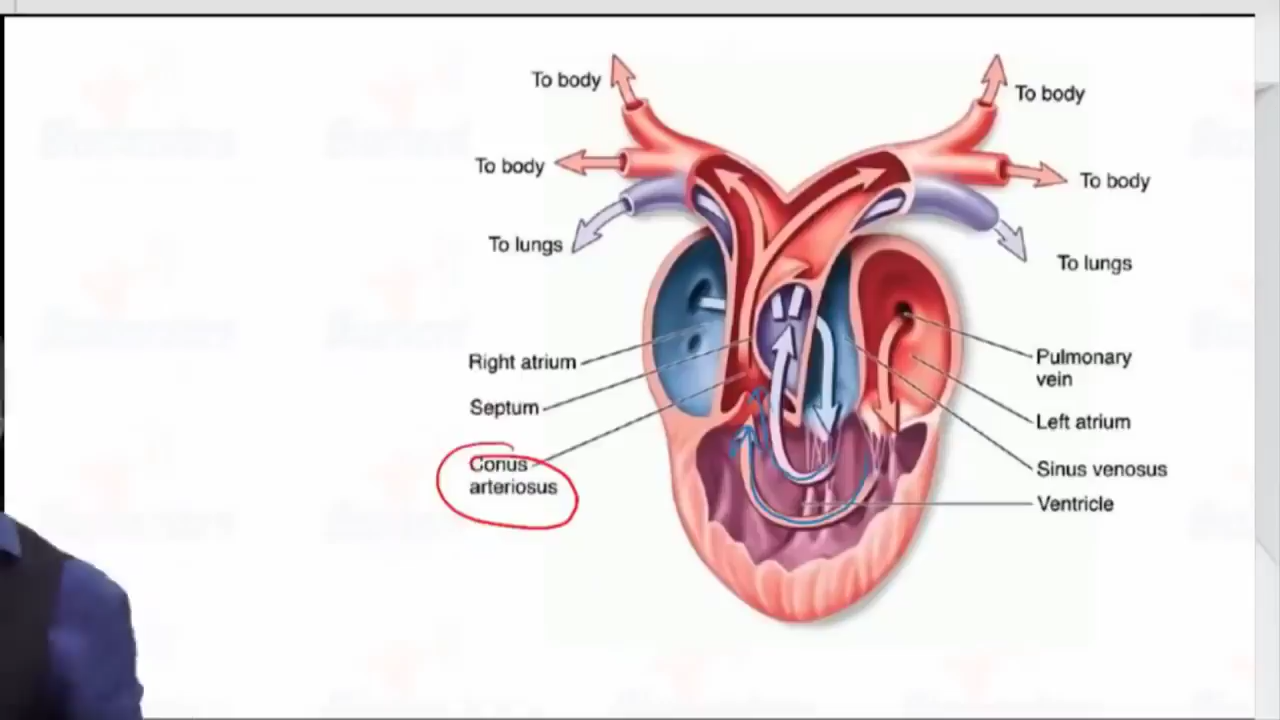 To body
To body
To body
To body
To lungs
To lungs
Right atrium
Septum
Conus
arteriosus
Pulmonary
vein
Left atrium
Sinus venosus
Ventricle